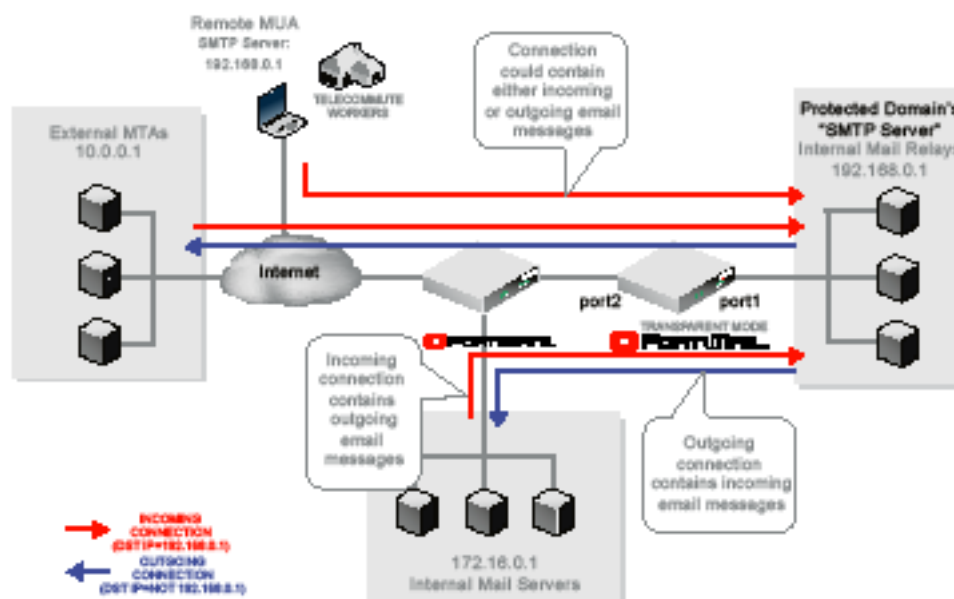 Remote MUA
SMTP Server:
192.168.0.1
TELECOMMUTE
WORKERS
Connection
could contain
either incoming
or outgoing email
messages
External MTAs
10.0.0.1
Protected Domain's
"SMTP Server"
Internal Mail Relay:
192.168.0.1
Internet
port2
port1
TRANSPARENT MODE
Incoming
connection
contains
outgoing
email
messages
Outgoing
connection
contains incoming
email messages
INCOMING
CONNECTION
(DST IP=192.168.0.1)
OUTGOING
CONNECTION
(DST IP=NOT 192.168.0.1)
172.16.0.1
Internal Mail Servers